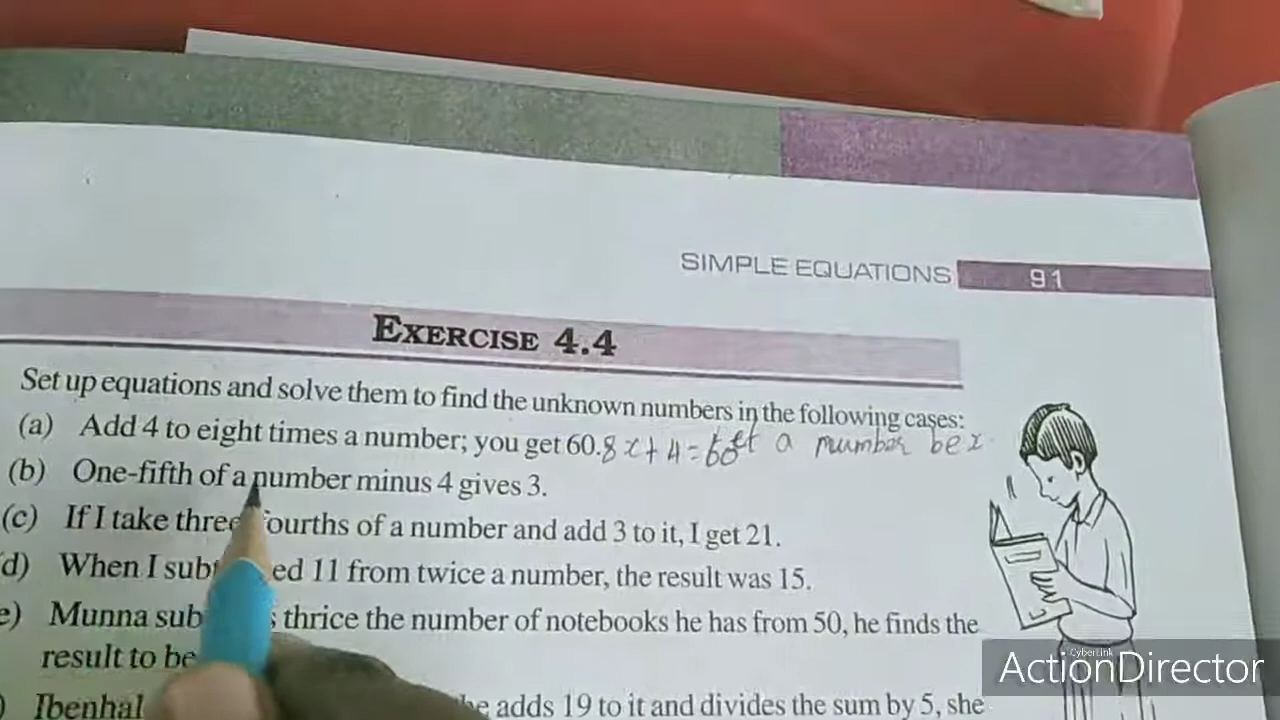 SIMPLE EQUATIONS 91
EXERCISE 4.4
Set up equations and solve them to find the unknown numbers in the following cases:
(a) Add 4 to eight times a number; you get 60. 8x+4=60 a number be x
(b) One-fifth of a number minus 4 gives 3.
(c) If I take three fourths of a number and add 3 to it, I get 21.
d) When I subt ed 11 from twice a number, the result was 15.
e) Munna sub s thrice the number of notebooks he has from 50, he finds the
result to be
) Ibenhal he adds 19 to it and divides the sum by 5, she
CyberLink
ActionDirector